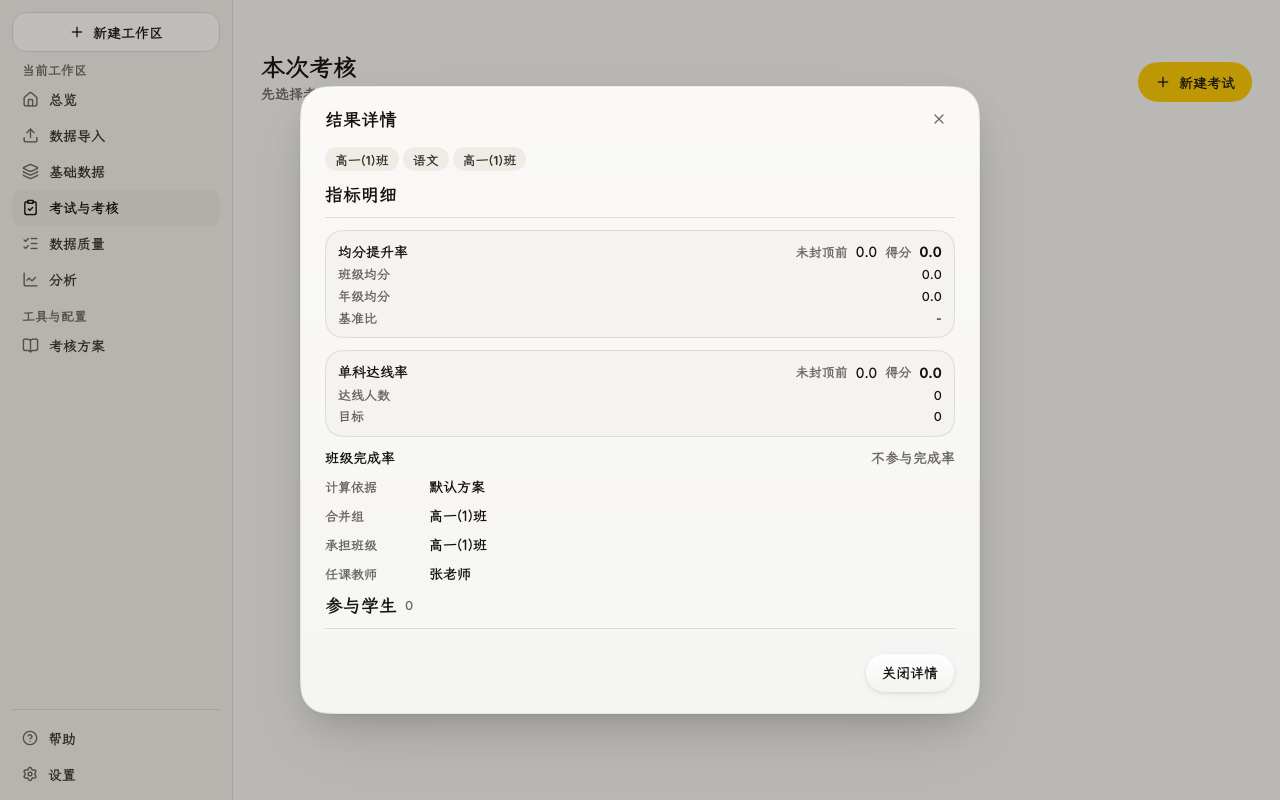 新建工作区
当前工作区
总览
数据导入
基础数据
考试与考核
数据质量
分析
工具与配置
考核方案
帮助
设置
本次考核
先选择
新建考试
结果详情
高一(1)班 语文 高一(1)班
指标明细
均分提升率 未封顶前 0.0 得分 0.0
班级均分 0.0
年级均分 0.0
基准比 -
单科达线率 未封顶前 0.0 得分 0.0
达线人数 0
目标 0
班级完成率 不参与完成率
计算依据 默认方案
合并组 高一(1)班
承担班级 高一(1)班
任课教师 张老师
参与学生 0
关闭详情